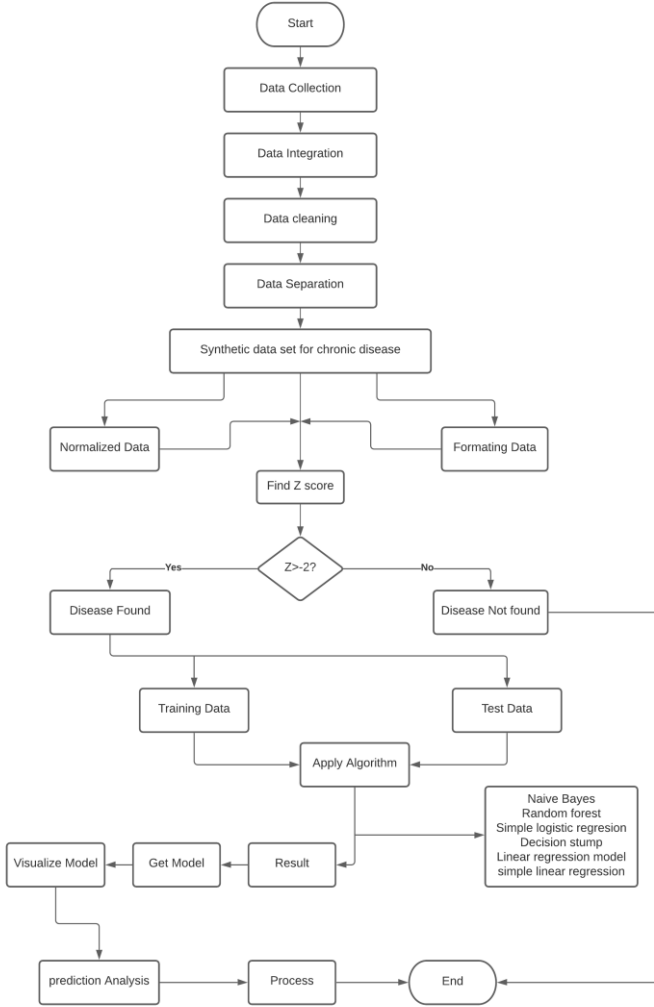 Start
Data Collection
Data Integration
Data cleaning
Data Separation
Synthetic data set for chronic disease
Normalized Data
Formating Data
Find Z score
Z>-2?
Yes
No
Disease Found
Disease Not found
Training Data
Test Data
Apply Algorithm
Naive Bayes
Random forest
Simple logistic regresion
Decision stump
Linear regression model
simple linear regression
Visualize Model
Get Model
Result
prediction Analysis
Process
End